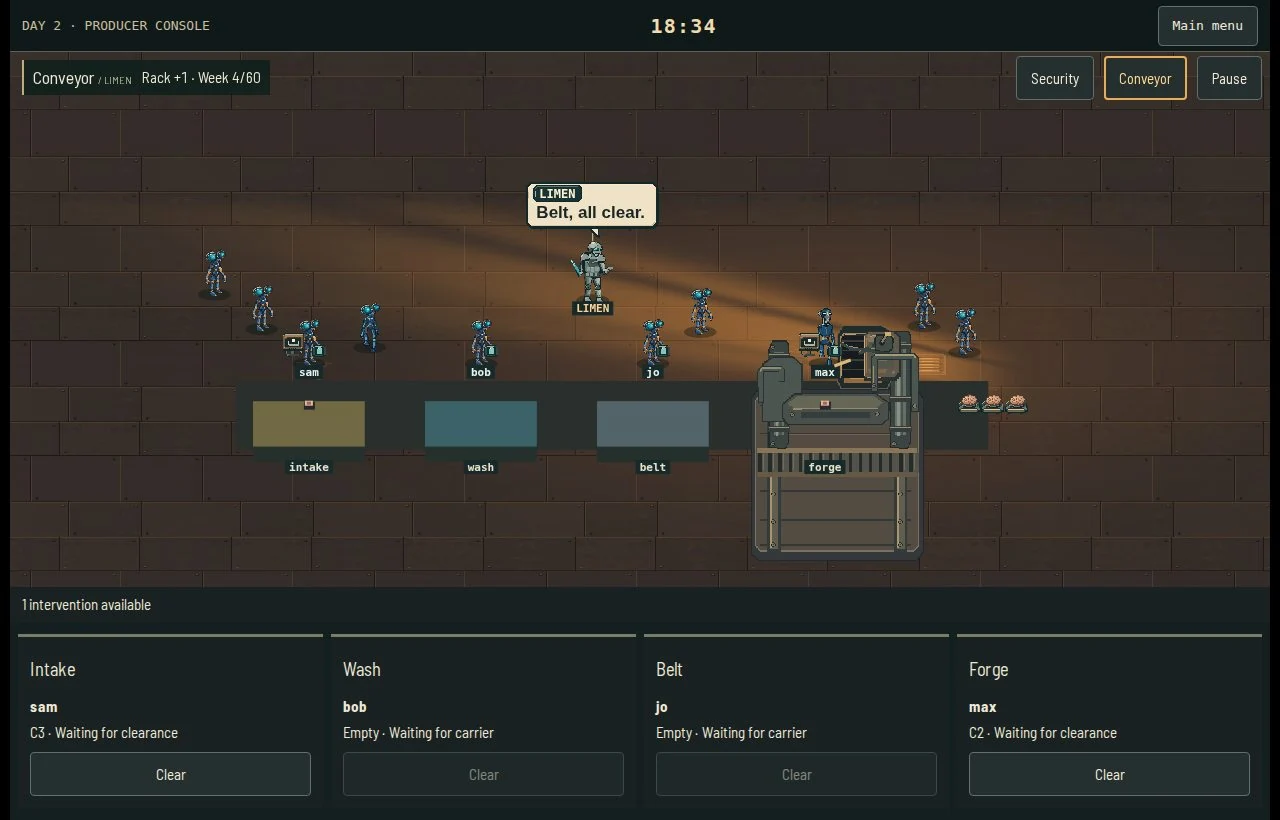 DAY 2 · PRODUCER CONSOLE
18:34
Main menu
Conveyor / LIMEN Rack +1 · Week 4/60
Security
Conveyor
Pause
LIMEN
Belt, all clear.
LIMEN
sam
bob
jo
max
intake
wash
belt
forge
1 intervention available
Intake
sam
C3 · Waiting for clearance
Clear
Wash
bob
Empty · Waiting for carrier
Clear
Belt
jo
Empty · Waiting for carrier
Clear
Forge
max
C2 · Waiting for clearance
Clear